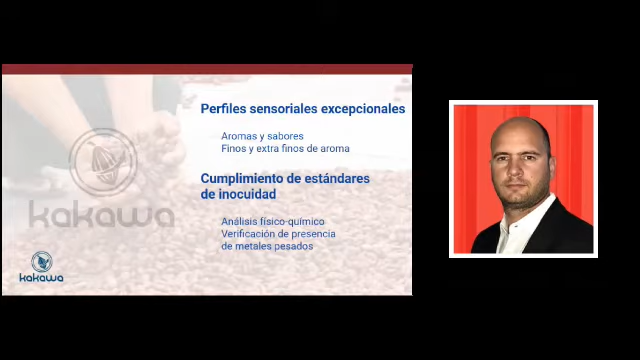 Perfiles sensoriales excepcionales
Aromas y sabores
Finos y extra finos de aroma
Cumplimiento de estándares
de inocuidad
Análisis físico-químico
Verificación de presencia
de metales pesados
kakawa
kakawa